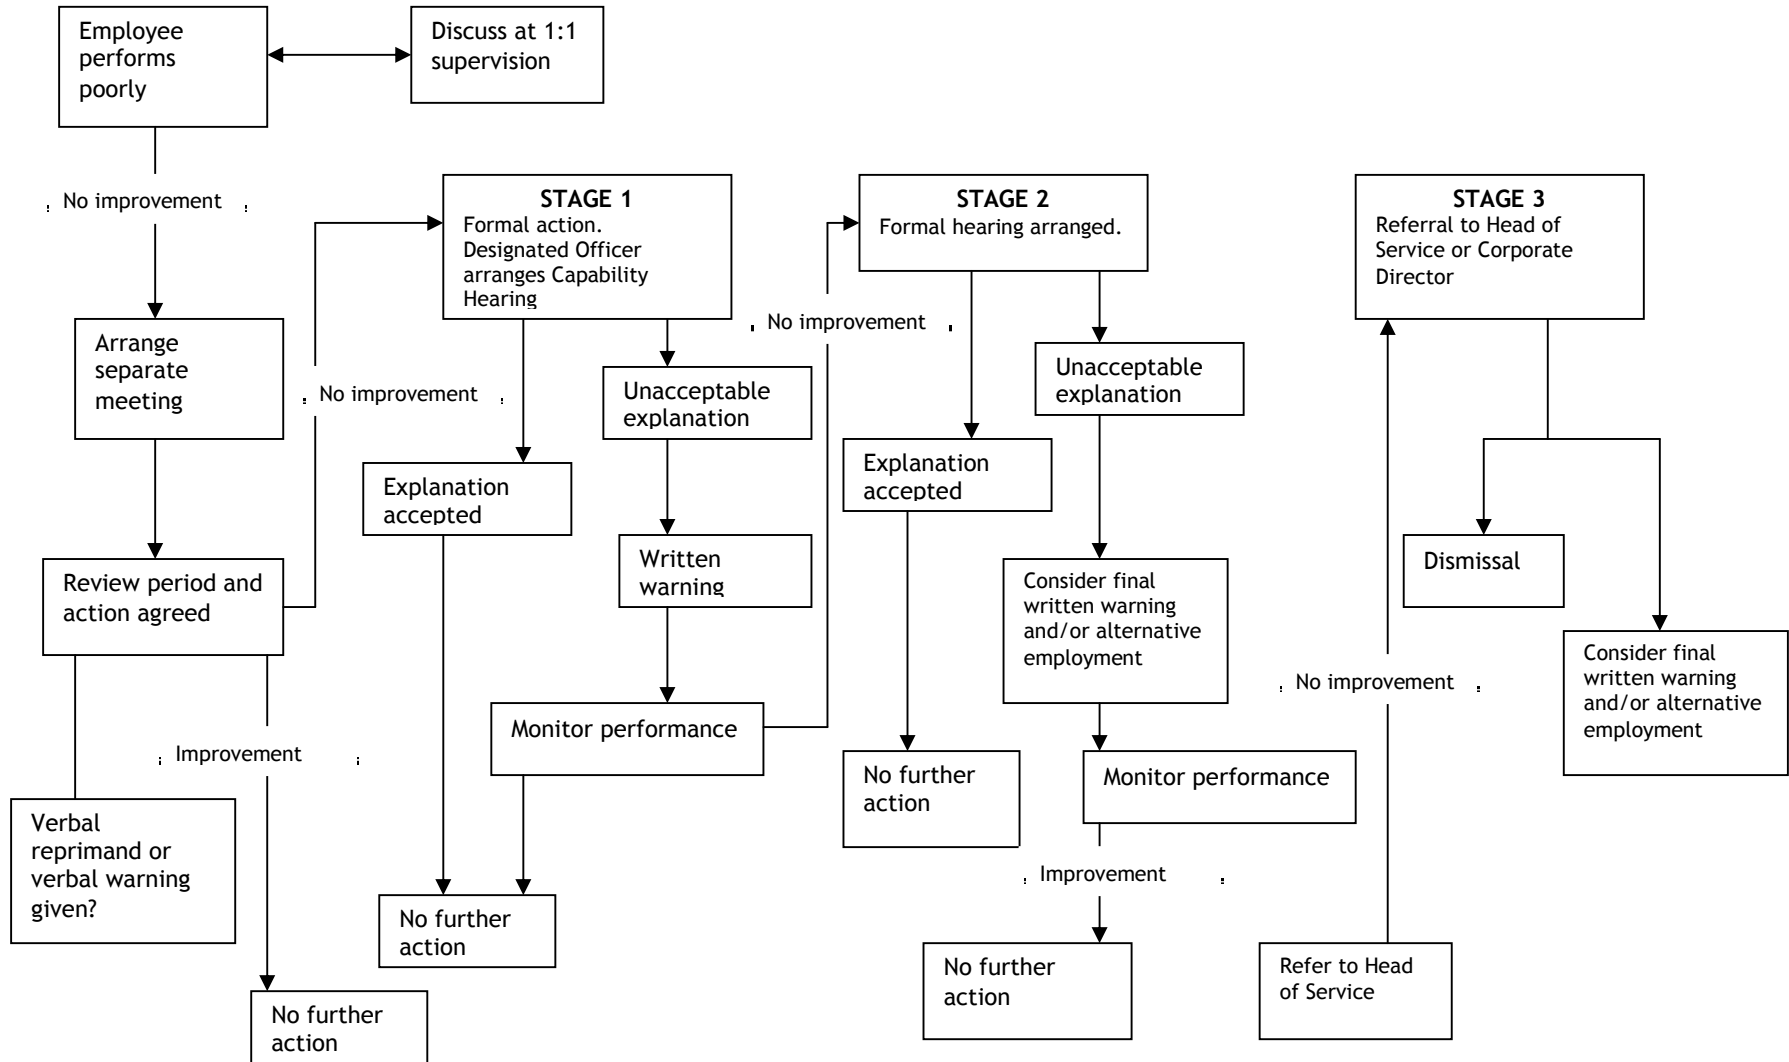 Employee
performs
poorly
Discuss at 1:1
supervision
No improvement
Arrange
separate
meeting
Review period and
action agreed
Verbal
reprimand or
verbal warning
given?
Improvement
No further
action
No improvement
STAGE 1
Formal action.
Designated Officer
arranges Capability
Hearing
Explanation
accepted
Unacceptable
explanation
Written
warning
Monitor performance
No further
action
No improvement
STAGE 2
Formal hearing arranged.
Explanation
accepted
No further
action
Unacceptable
explanation
Consider final
written warning
and/or alternative
employment
Monitor performance
Improvement
No further
action
Refer to Head
of Service
No improvement
STAGE 3
Referral to Head of
Service or Corporate
Director
Dismissal
Consider final
written warning
and/or alternative
employment